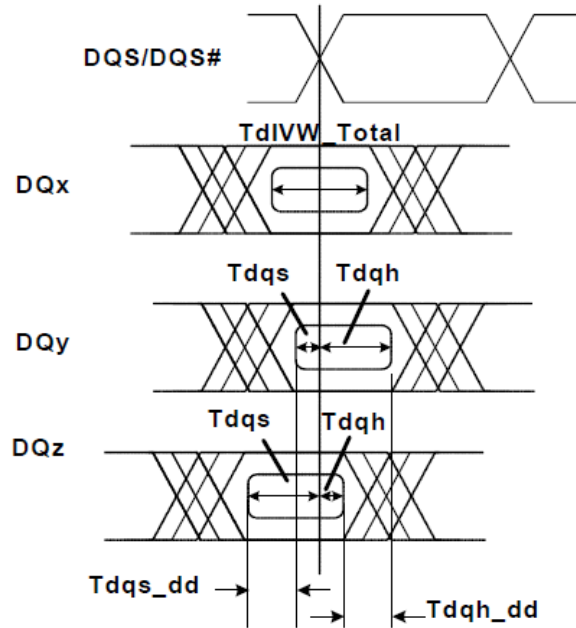 DQS/DQS#
TdIVW_Total
DQx
Tdqs Tdqh
DQy
Tdqs Tdqh
DQz
Tdqs_dd
Tdqh_dd